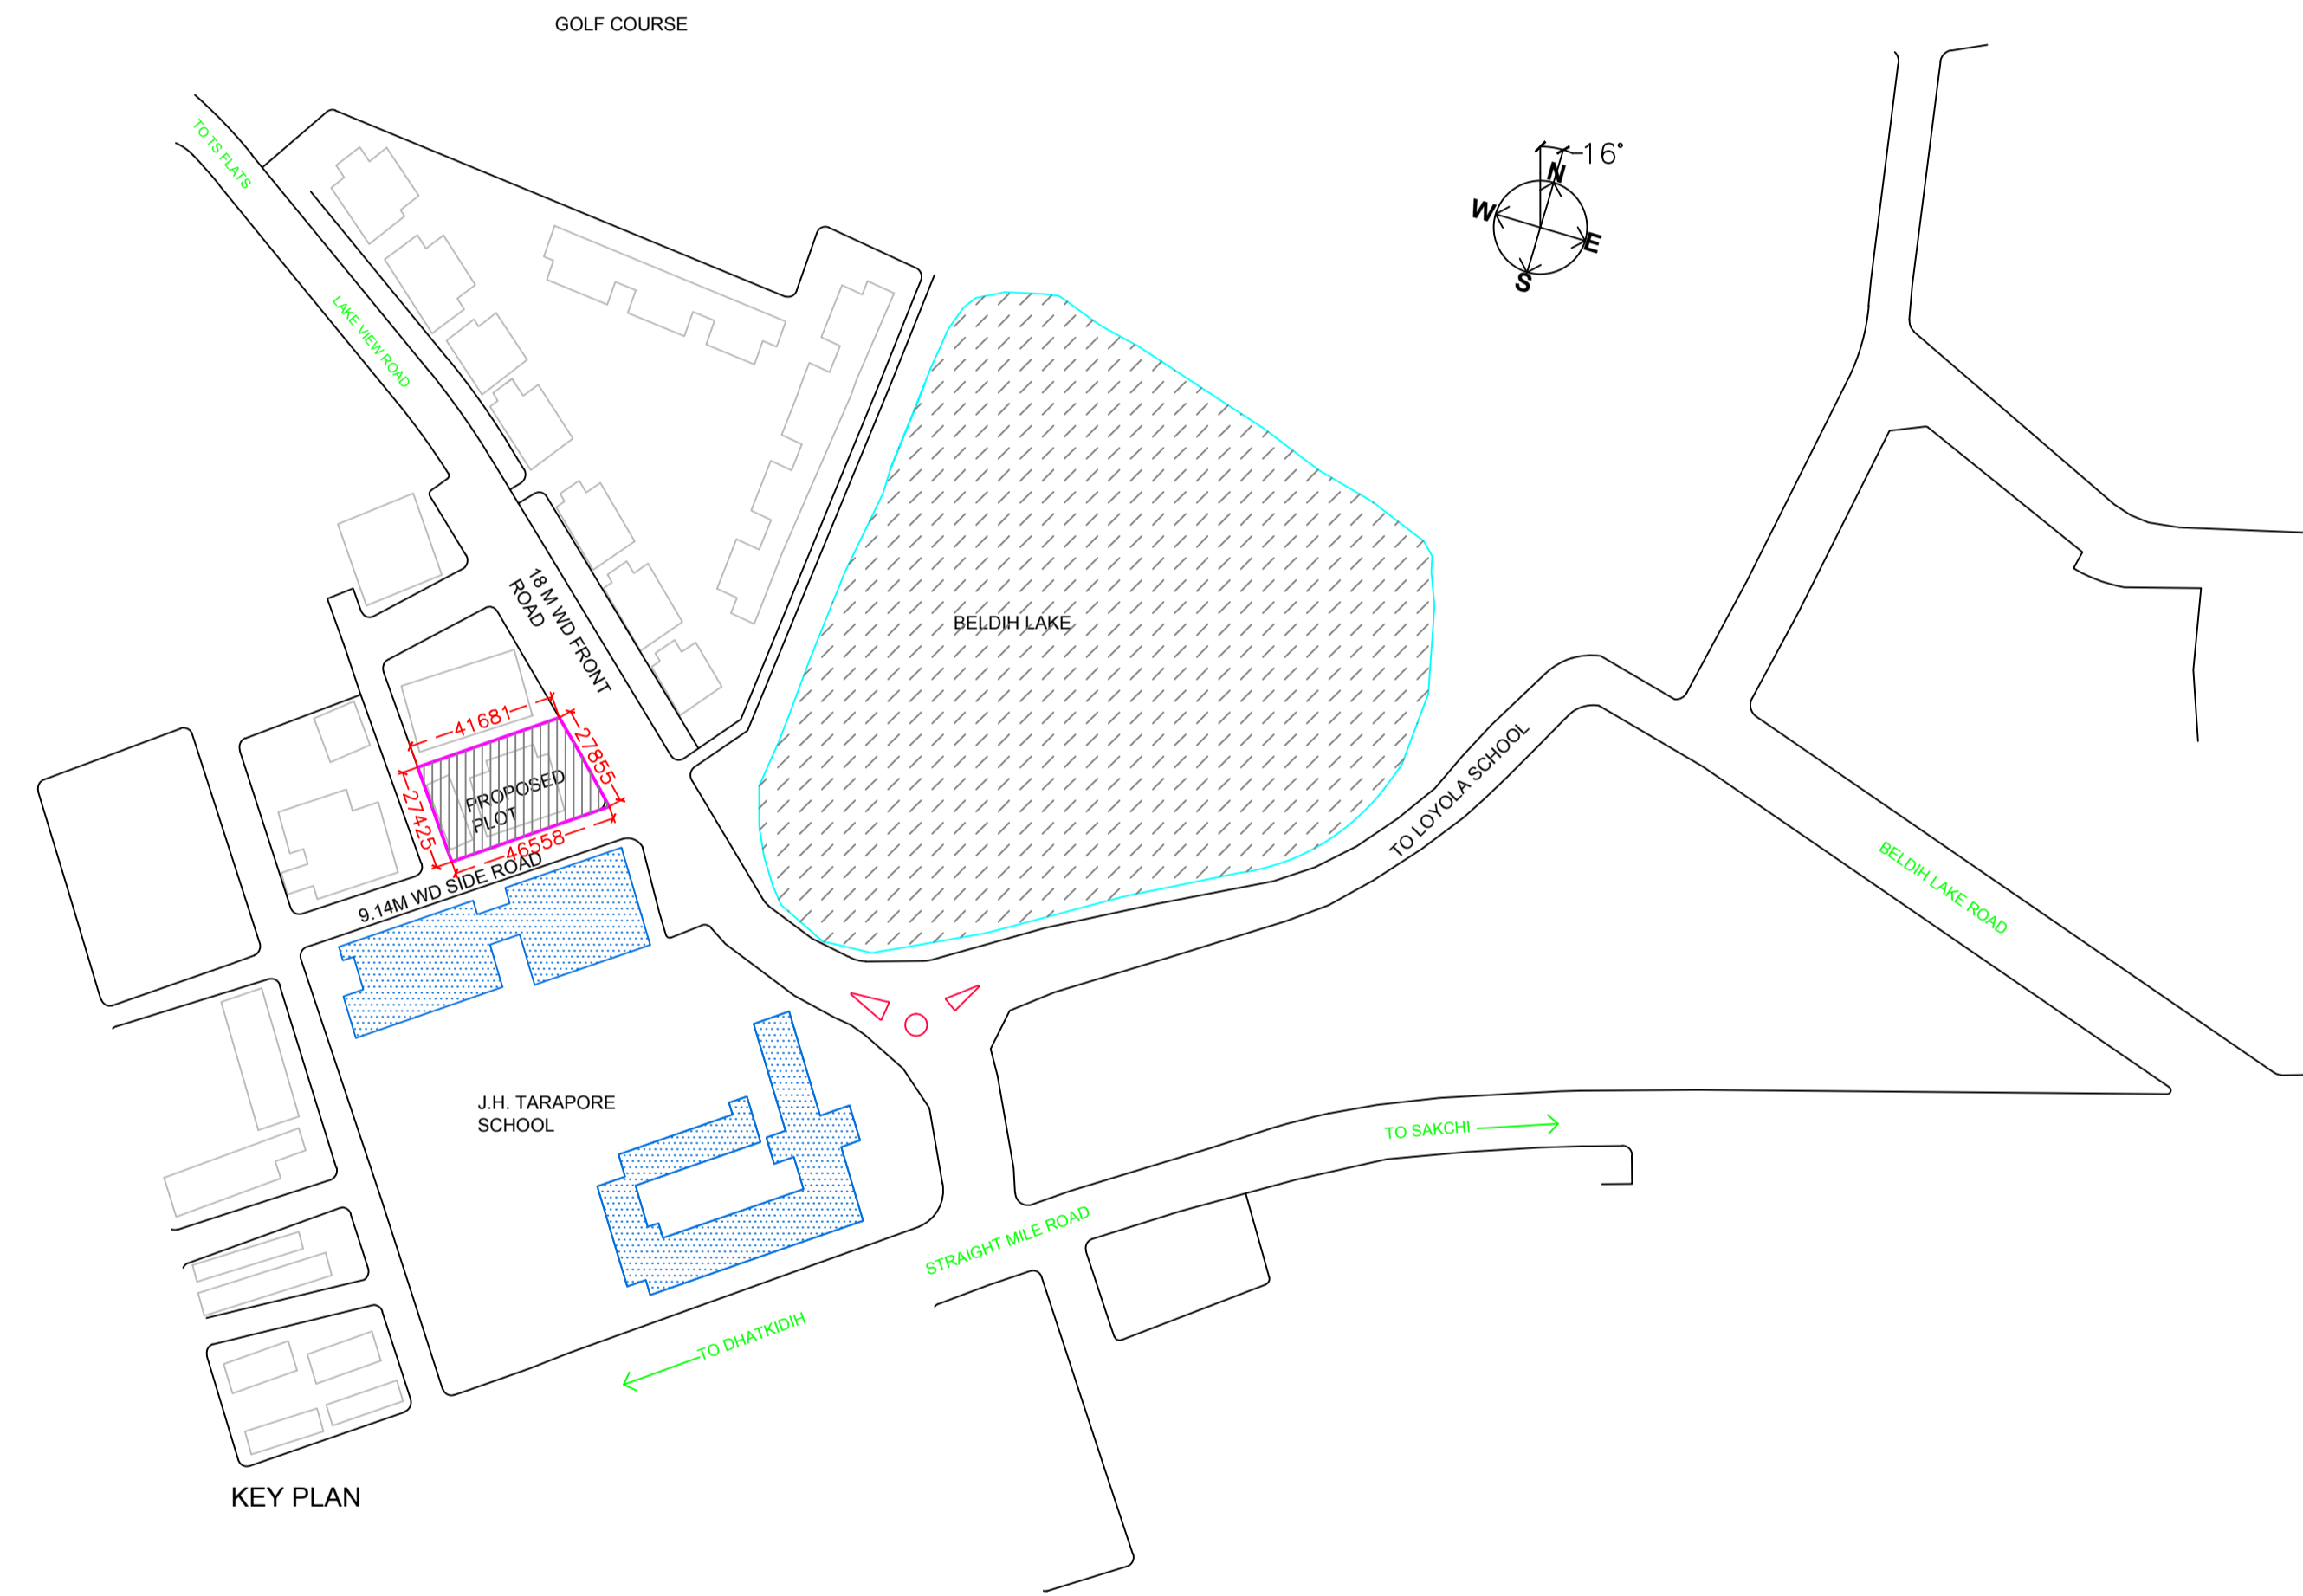 GOLF COURSE
TO TS FLATS
16°
N
W
E
S
LAKE VIEW ROAD
18 M WD FRONT
ROAD
BELDIH LAKE
41681
27855
PROPOSED
PLOT
27425
46558
9.14M WD SIDE ROAD
TO LOYOLA SCHOOL
BELDIH LAKE ROAD
J.H. TARAPORE
SCHOOL
TO SAKCHI
STRAIGHT MILE ROAD
TO DHATKIDIH
KEY PLAN